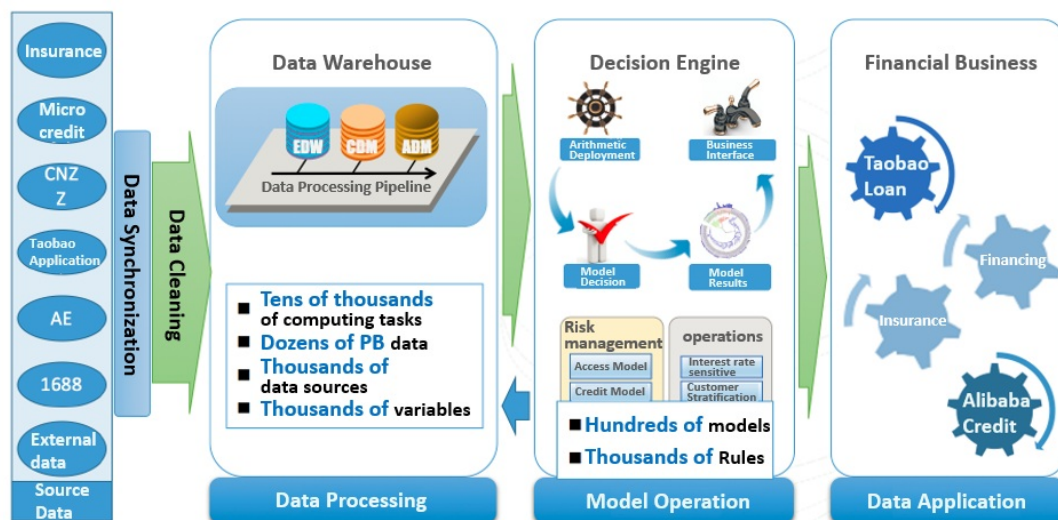 Insurance
Micro
credit
CNZ
Z
Taobao
Application
AE
1688
External
data
Source
Data
Data Synchronization
Data Cleaning
Data Warehouse
EDW
CDM
ADM
Data Processing Pipeline
■ Tens of thousands
of computing tasks
■ Dozens of PB data
■ Thousands of
data sources
■ Thousands of variables
Data Processing
Decision Engine
Arithmetic
Deployment
Business
Interface
Model
Decision
Model
Results
Risk
management
Access Model
Credit Model
operations
Interest rate
sensitive
Customer
Stratification
■ Hundreds of models
■ Thousands of Rules
Model Operation
Financial Business
Taobao
Loan
Financing
Insurance
Alibaba
Credit
Data Application